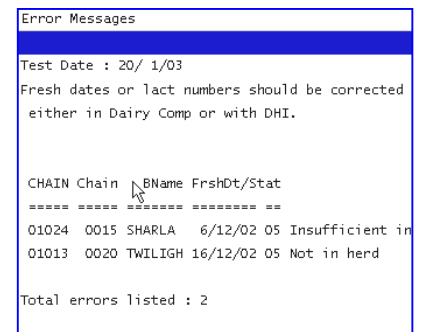 Error Messages
Test Date : 20/ 1/03
Fresh dates or lact numbers should be corrected
either in Dairy Comp or with DHI.
CHAIN Chain BName FrshDt/Stat
===== ===== ======= ======== ==
01024 0015 SHARLA 6/12/02 05 Insufficient in
01013 0020 TWILIGH 16/12/02 05 Not in herd
Total errors listed : 2